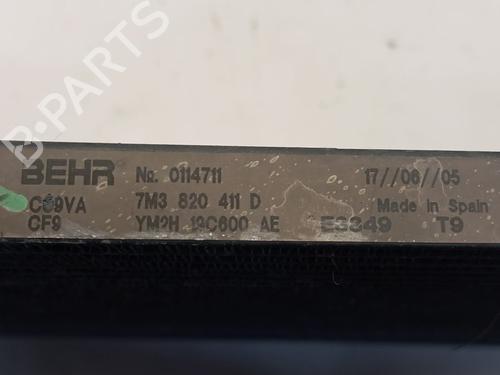 BEHR No. 0114711 17//06//05
C99VA 7M3 820 411 D Made in Spain
CF9 YM2H 19C600 AE E3349 T9
B-PARTS